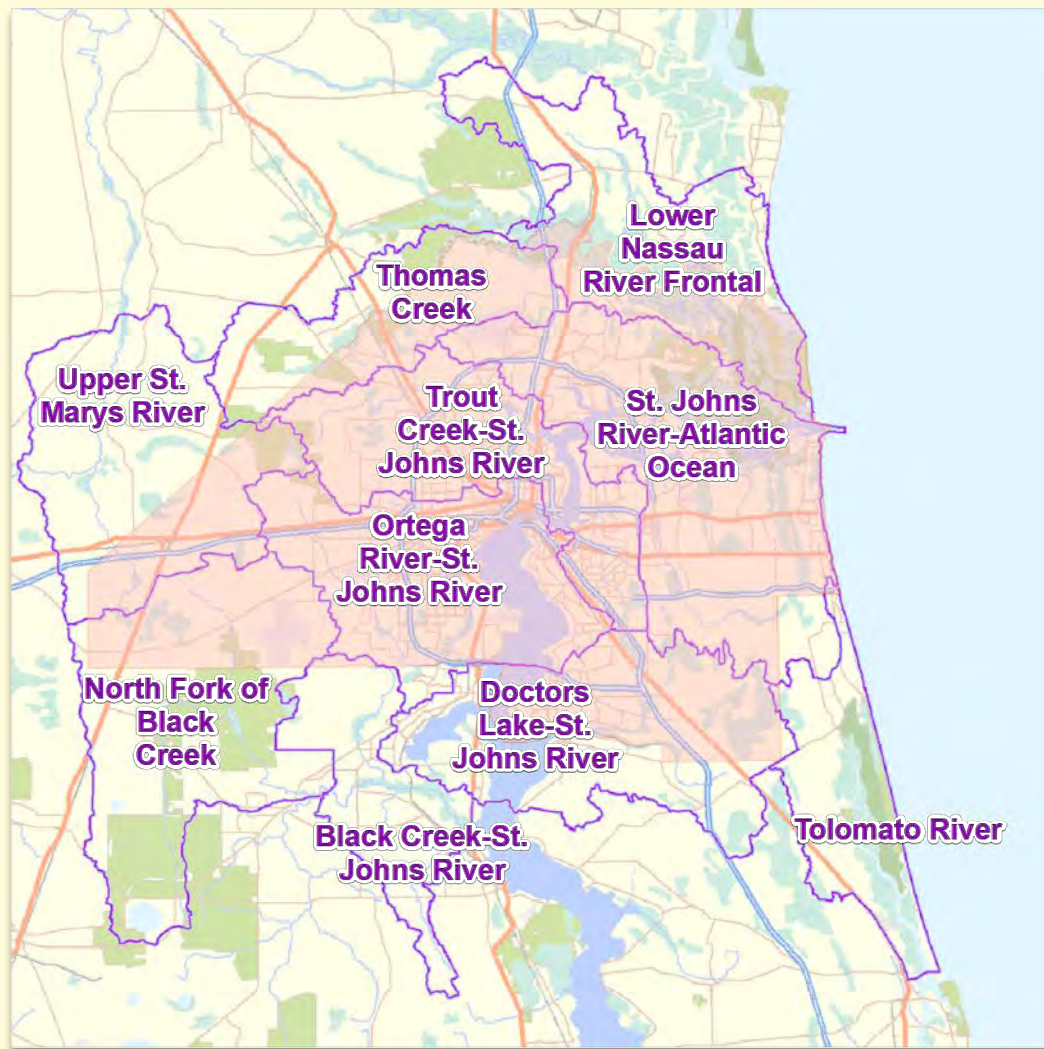 Lower
Nassau
River Frontal
Thomas
Creek
Upper St.
Marys River
Trout
Creek-St.
Johns River
St. Johns
River-Atlantic
Ocean
Ortega
River-St.
Johns River
North Fork of
Black
Creek
Doctors
Lake-St.
Johns River
Black Creek-St.
Johns River
Tolomato River